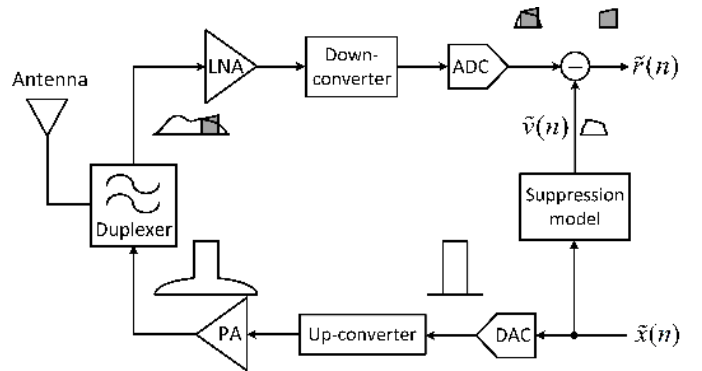 Antenna
LNA
Down-
converter
ADC
r̃(n)
ṽ(n)
Suppression
model
Duplexer
PA
Up-converter
DAC
x̃(n)